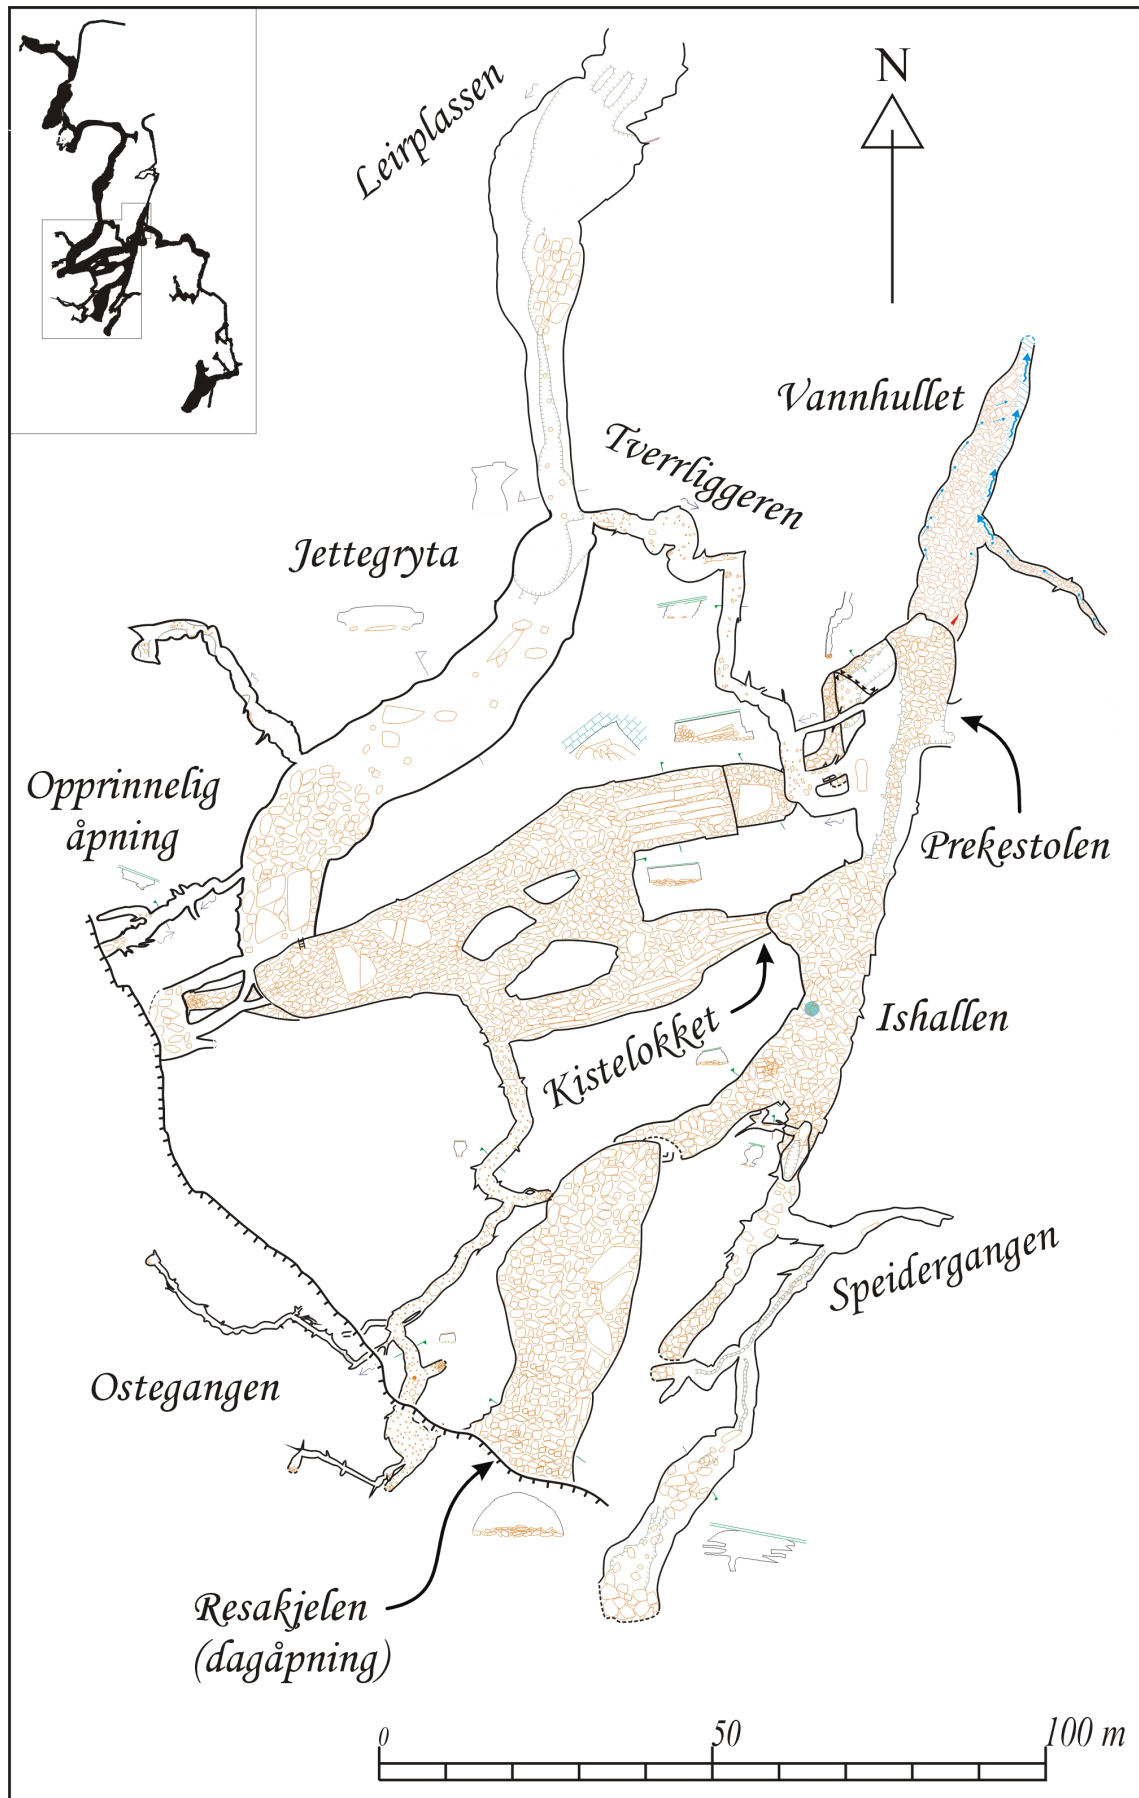 N
Leirplassen
Vannhullet
Tverrliggeren
Jettegryta
Opprinnelig
åpning
Prekestolen
Ishallen
Kistelokket
Speidergangen
Ostegangen
Resakjelen
(dagåpning)
0 50 100 m